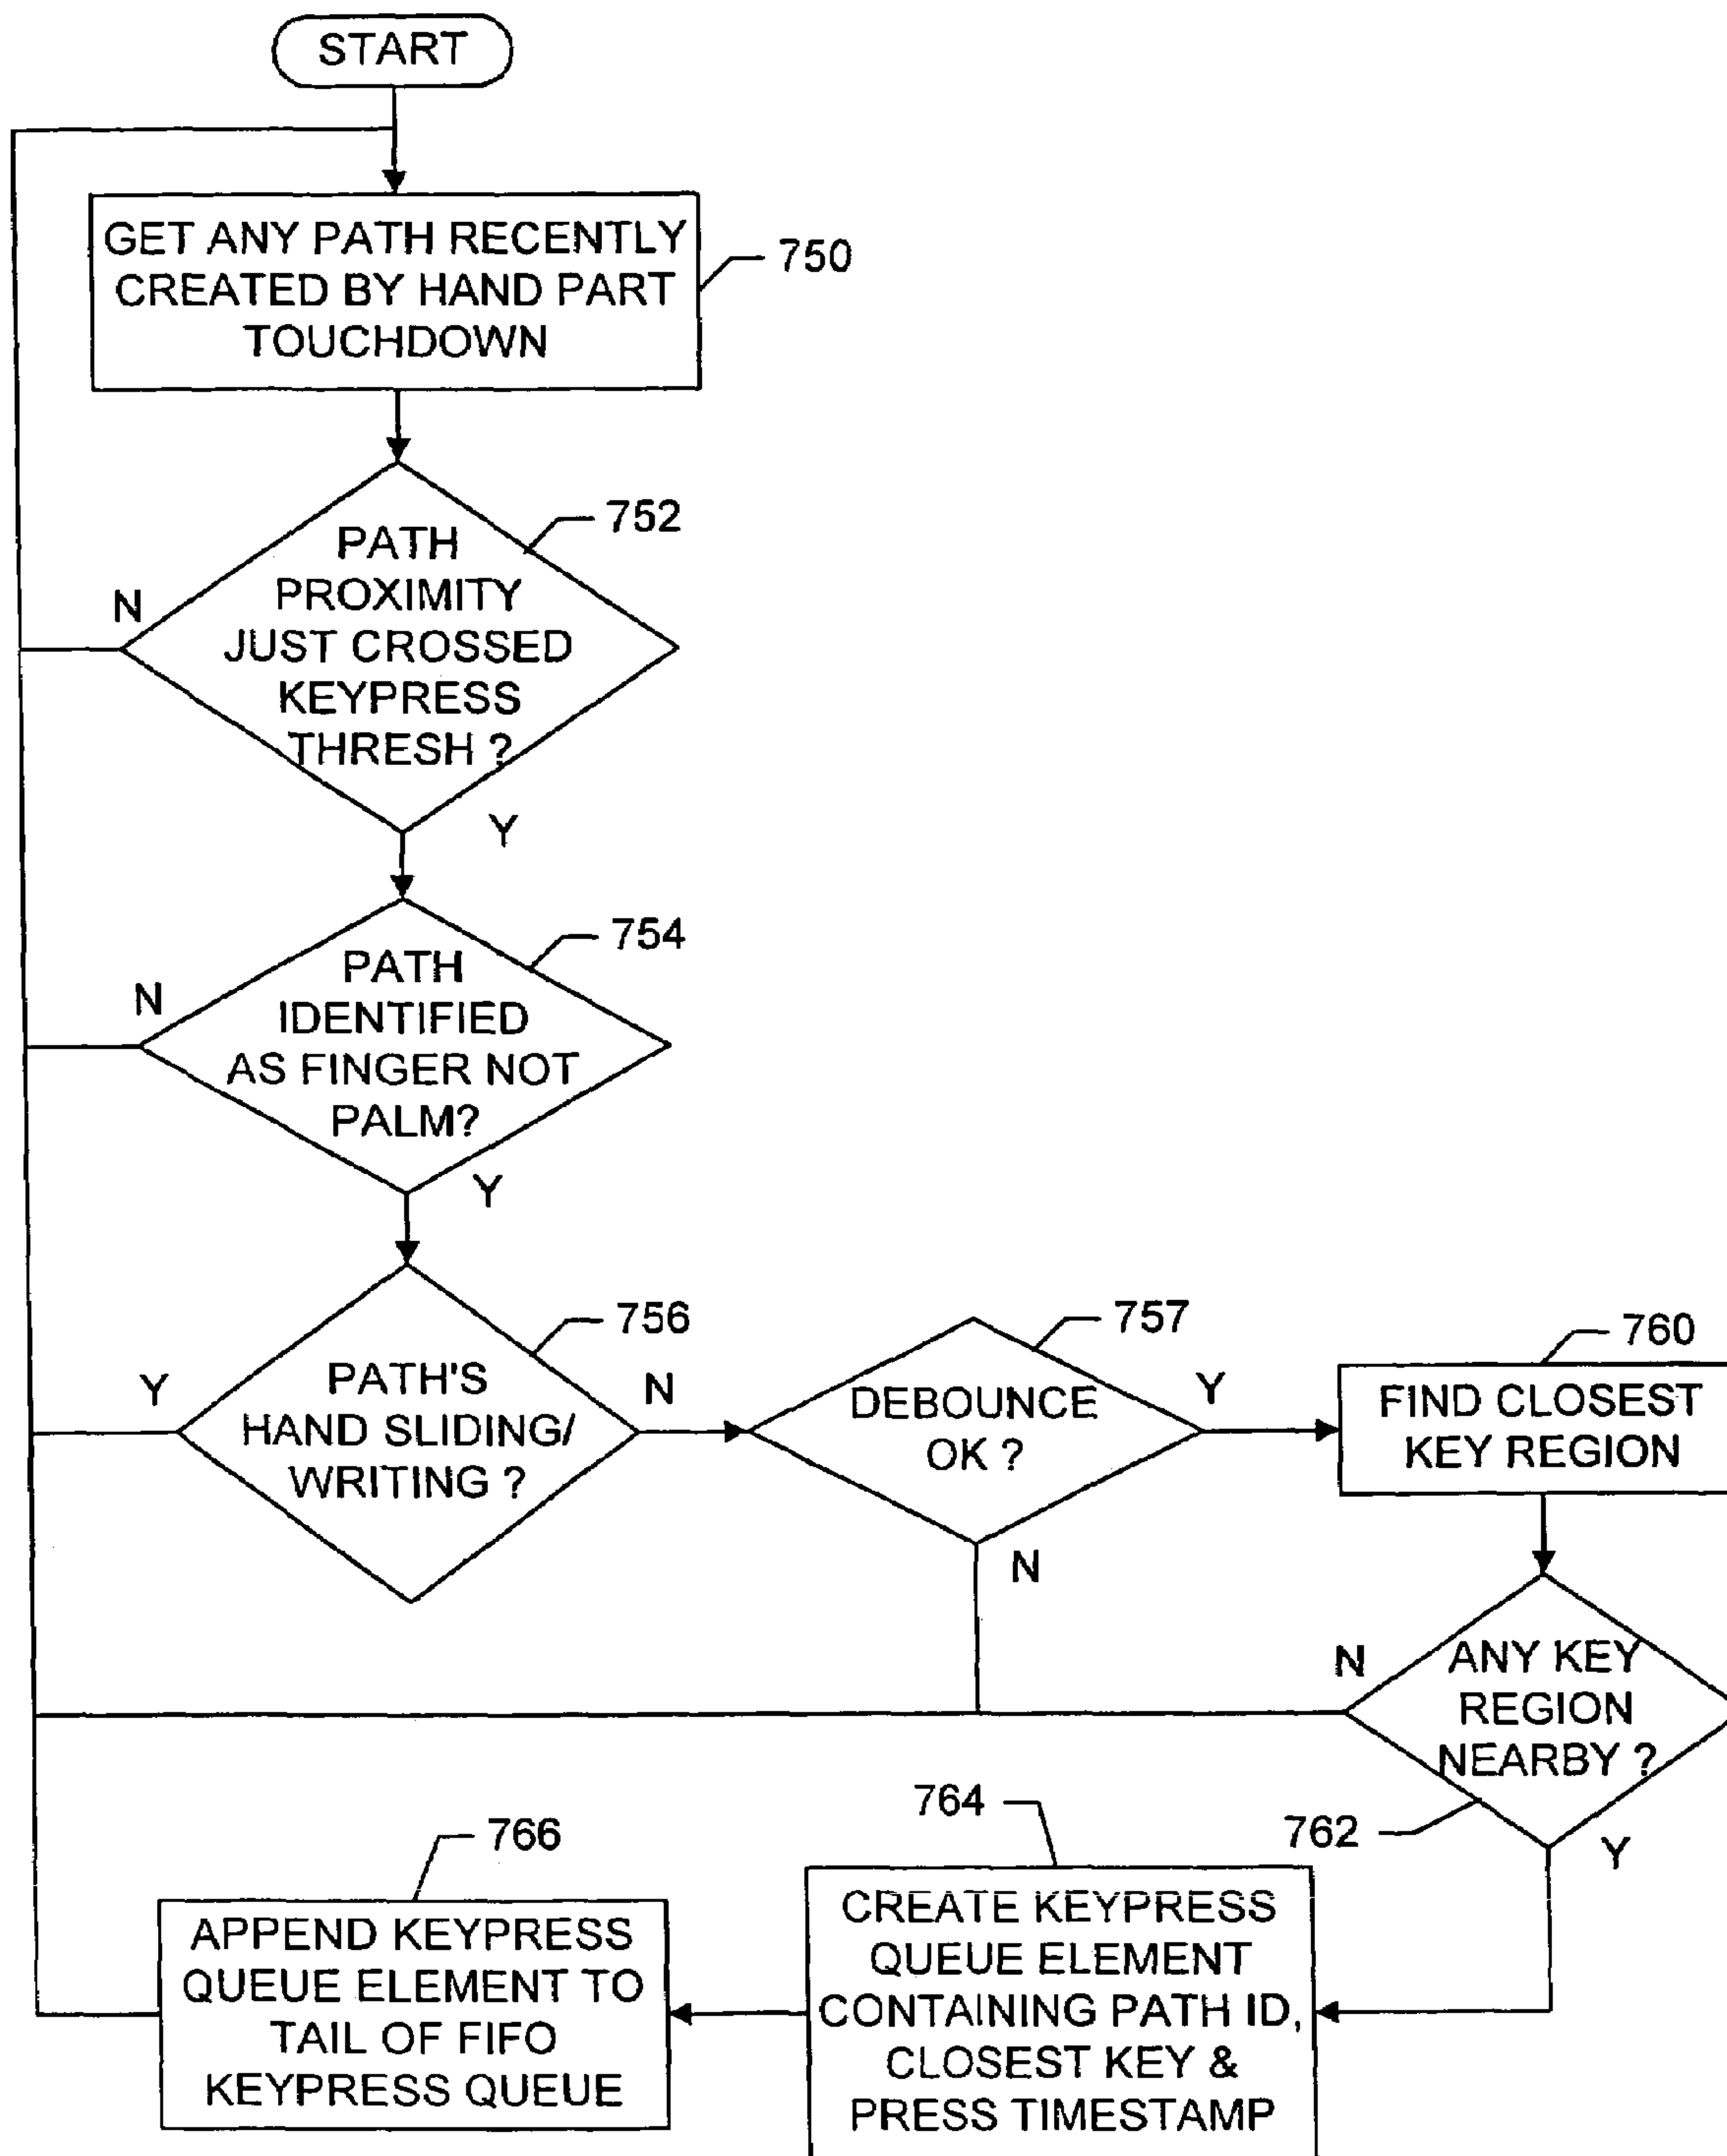 START
GET ANY PATH RECENTLY
CREATED BY HAND PART
TOUCHDOWN
750
752
PATH
PROXIMITY
JUST CROSSED
KEYPRESS
THRESH ?
N
Y
754
PATH
IDENTIFIED
AS FINGER NOT
PALM?
N
Y
756
PATH'S
HAND SLIDING/
WRITING ?
Y
N
757
DEBOUNCE
OK ?
Y
N
760
FIND CLOSEST
KEY REGION
ANY KEY
REGION
NEARBY ?
N
762
Y
764
CREATE KEYPRESS
QUEUE ELEMENT
CONTAINING PATH ID,
CLOSEST KEY &
PRESS TIMESTAMP
766
APPEND KEYPRESS
QUEUE ELEMENT TO
TAIL OF FIFO
KEYPRESS QUEUE